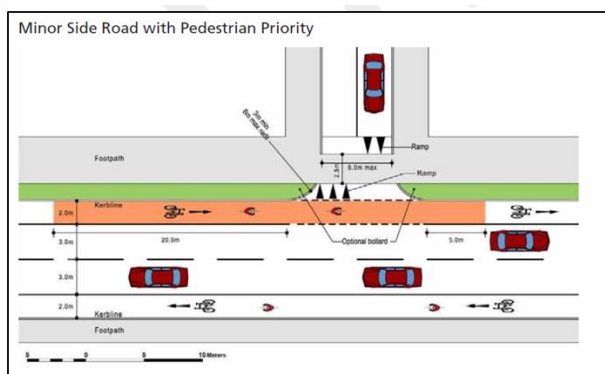 Minor Side Road with Pedestrian Priority
3m min
6m max radii
Ramp
Footpath
2.5m
6.0m max
Ramp
Kerbline
2.0m
20.0m
Optional bollard
5.0m
3.0m
3.0m
2.0m
Kerbline
Footpath
5 0 5 10 Meters